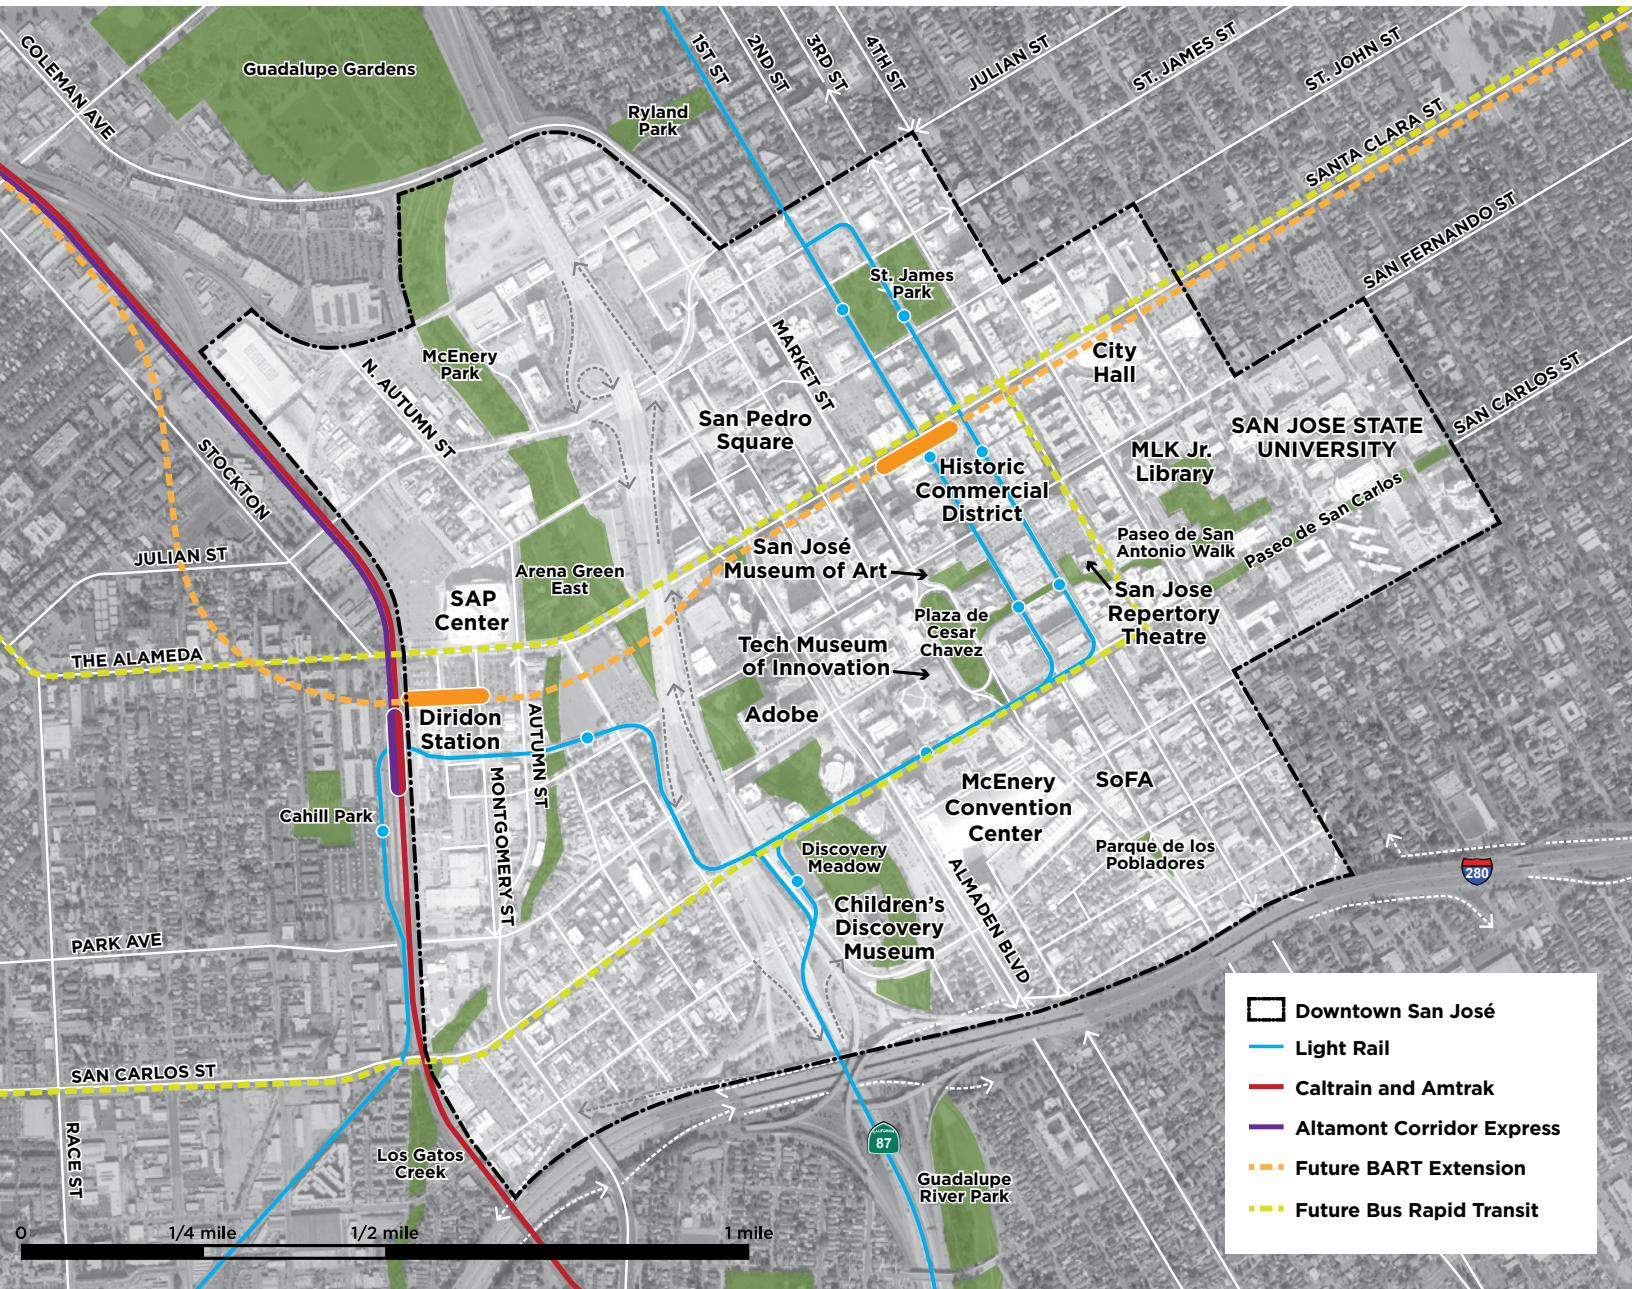 COLEMAN AVE
Guadalupe Gardens
Ryland
Park
1ST ST
2ND ST
3RD ST
4TH ST
JULIAN ST
ST. JAMES ST
ST. JOHN ST
SANTA CLARA ST
SAN FERNANDO ST
SAN CARLOS ST
St. James
Park
McEnery
Park
N. AUTUMN ST
MARKET ST
City
Hall
San Pedro
Square
SAN JOSE STATE
UNIVERSITY
MLK Jr.
Library
STOCKTON
Historic
Commercial
District
Paseo de San Carlos
JULIAN ST
Arena Green
East
San José
Museum of Art
Paseo de San
Antonio Walk
SAP
Center
San Jose
Repertory
Theatre
Plaza de
Cesar
Chavez
THE ALAMEDA
Tech Museum
of Innovation
Diridon
Station
AUTUMN ST
Adobe
MONTGOMERY ST
McEnery
Convention
Center
SoFA
Cahill Park
Discovery
Meadow
Parque de los
Pobladores
280
ALMADEN BLVD
Children's
Discovery
Museum
PARK AVE
SAN CARLOS ST
RACE ST
Los Gatos
Creek
CALIFORNIA
87
Guadalupe
River Park
Downtown San José
Light Rail
Caltrain and Amtrak
Altamont Corridor Express
Future BART Extension
Future Bus Rapid Transit
0
1/4 mile
1/2 mile
1 mile